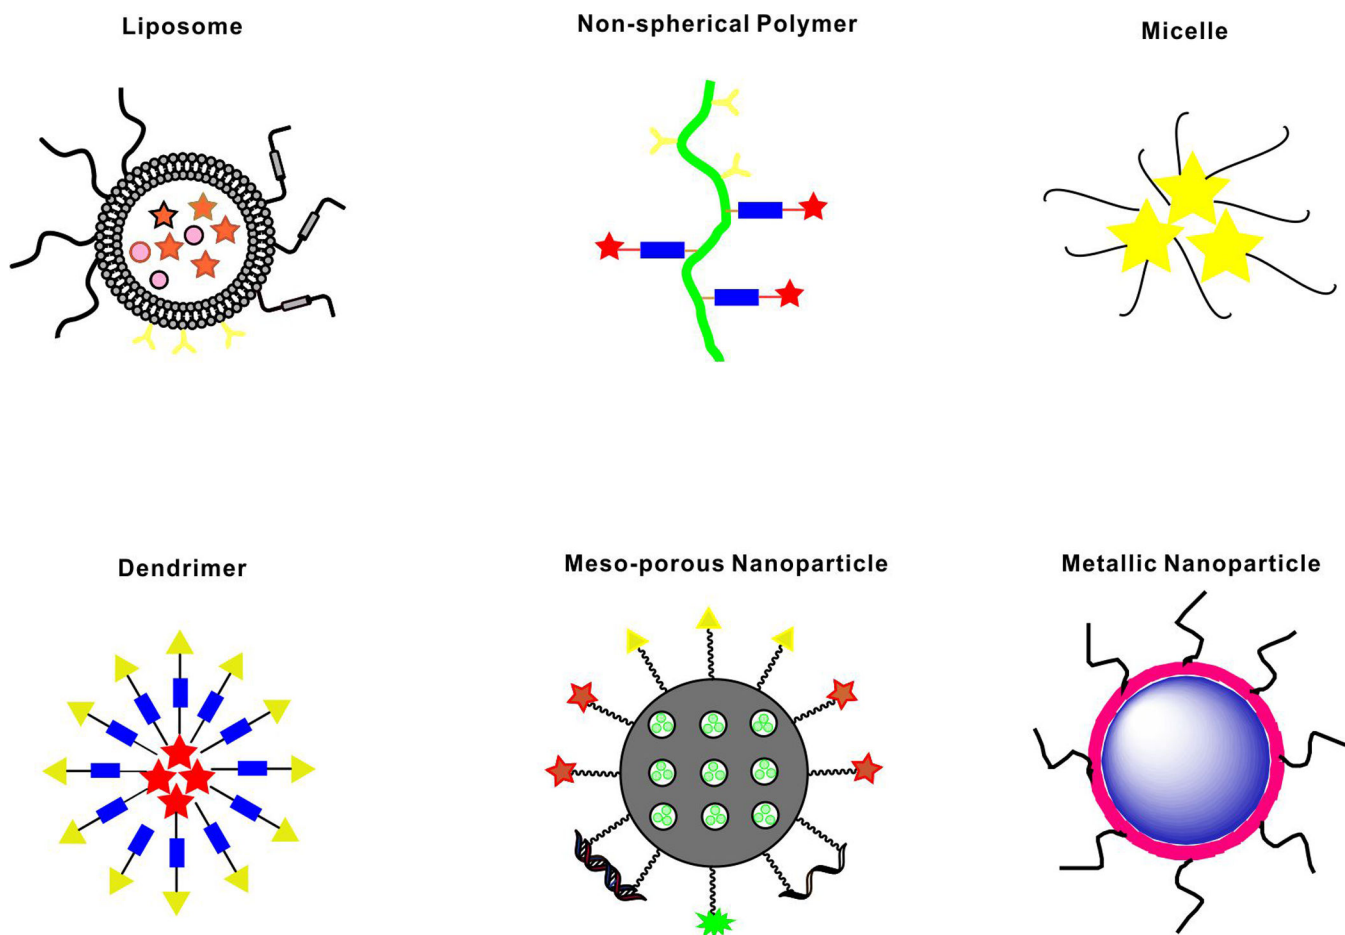 Liposome
Non-spherical Polymer
Micelle
Dendrimer
Meso-porous Nanoparticle
Metallic Nanoparticle